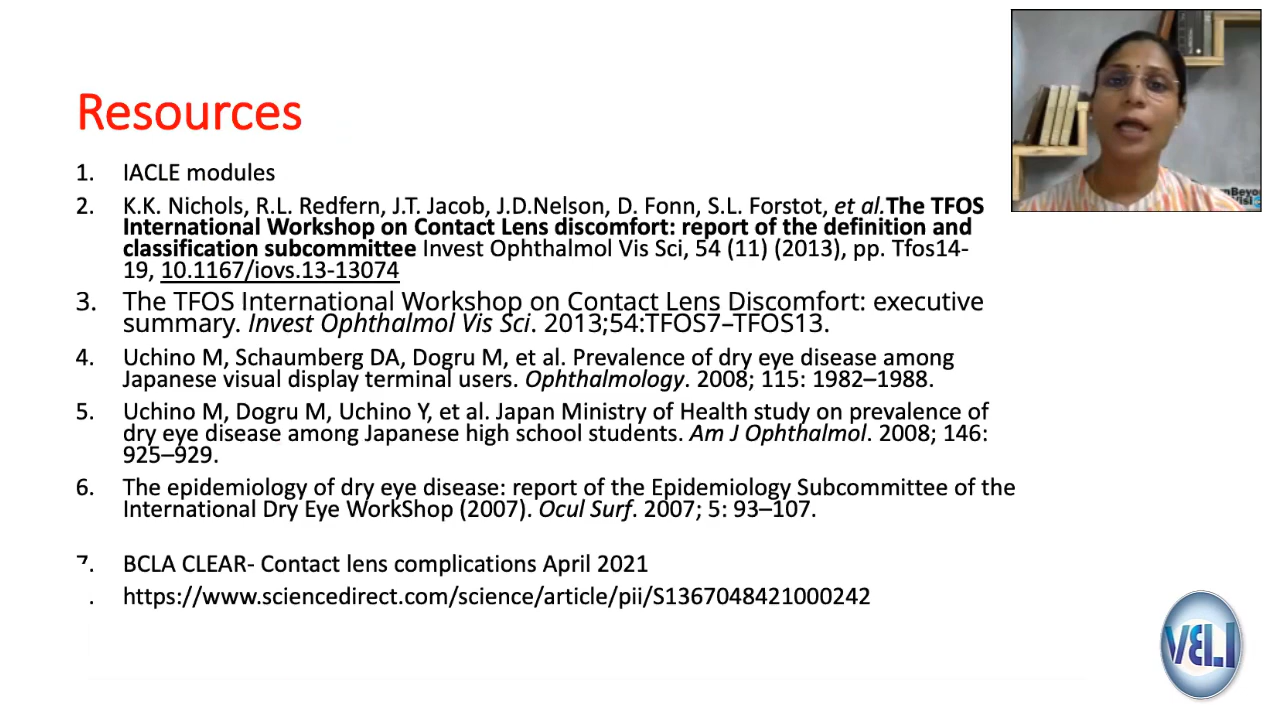 Resources
1. IACLE modules
2. K.K. Nichols, R.L. Redfern, J.T. Jacob, J.D.Nelson, D. Fonn, S.L. Forstot, et al.The TFOS
International Workshop on Contact Lens discomfort: report of the definition and
classification subcommittee Invest Ophthalmol Vis Sci, 54 (11) (2013), pp. Tfos14-
19, 10.1167/iovs.13-13074
3. The TFOS International Workshop on Contact Lens Discomfort: executive
summary. Invest Ophthalmol Vis Sci. 2013;54:TFOS7–TFOS13.
4. Uchino M, Schaumberg DA, Dogru M, et al. Prevalence of dry eye disease among
Japanese visual display terminal users. Ophthalmology. 2008; 115: 1982–1988.
5. Uchino M, Dogru M, Uchino Y, et al. Japan Ministry of Health study on prevalence of
dry eye disease among Japanese high school students. Am J Ophthalmol. 2008; 146:
925–929.
6. The epidemiology of dry eye disease: report of the Epidemiology Subcommittee of the
International Dry Eye WorkShop (2007). Ocul Surf. 2007; 5: 93–107.
7. BCLA CLEAR- Contact lens complications April 2021
. https://www.sciencedirect.com/science/article/pii/S1367048421000242
VELI